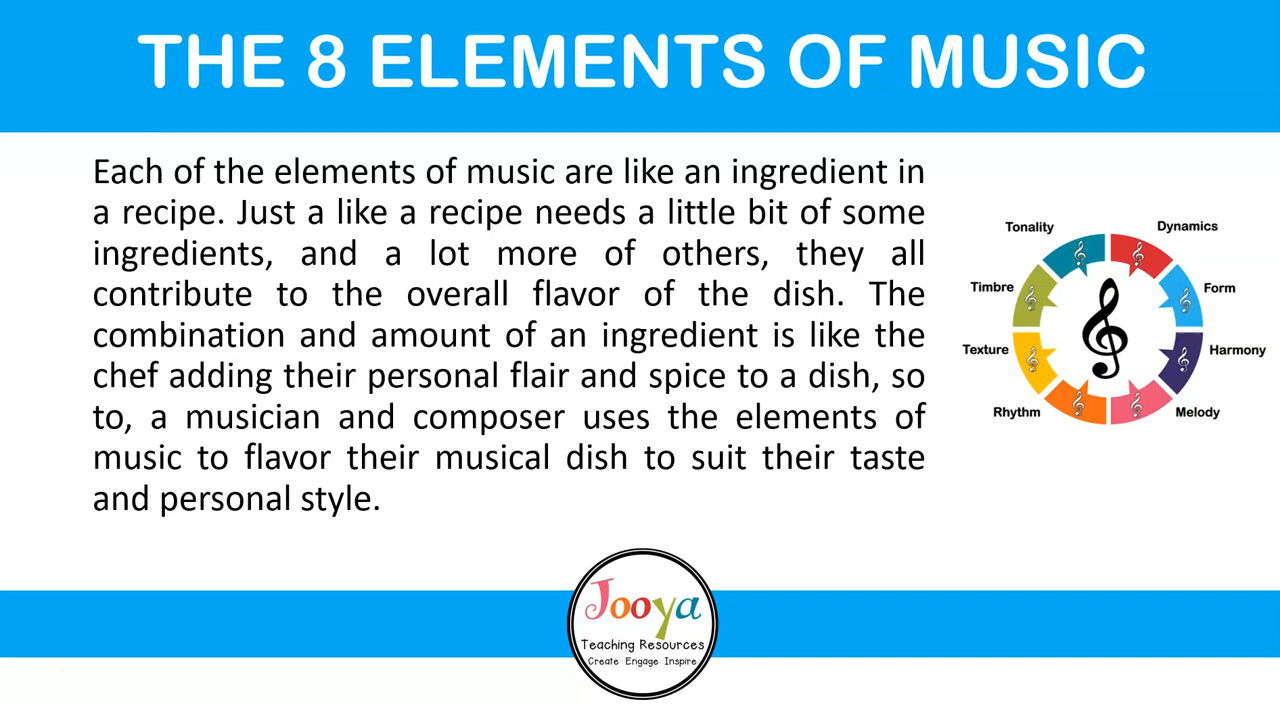 THE 8 ELEMENTS OF MUSIC
Each of the elements of music are like an ingredient in
a recipe. Just a like a recipe needs a little bit of some
ingredients, and a lot more of others, they all
contribute to the overall flavor of the dish. The
combination and amount of an ingredient is like the
chef adding their personal flair and spice to a dish, so
to, a musician and composer uses the elements of
music to flavor their musical dish to suit their taste
and personal style.
Tonality
Dynamics
Timbre
Form
Texture
Harmony
Rhythm
Melody
Jooya
Teaching Resources
Create Engage Inspire